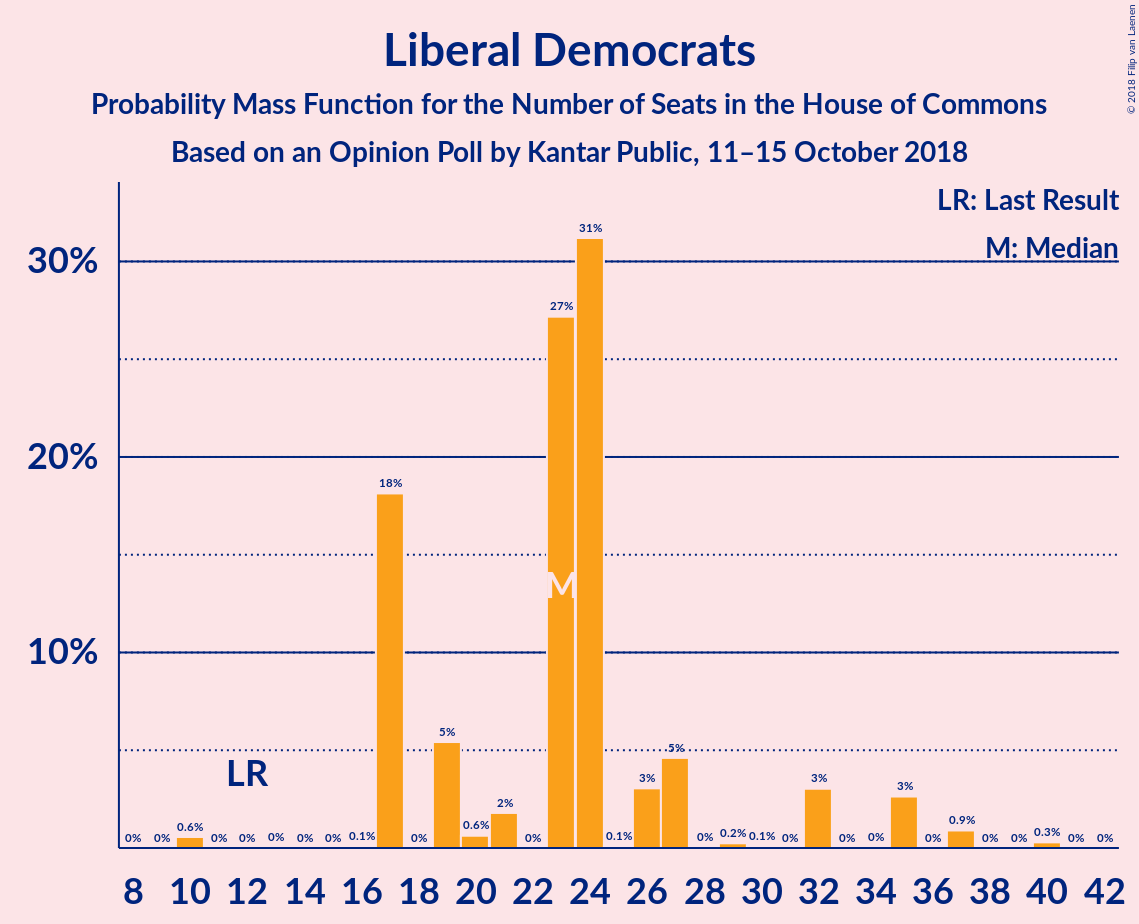 Liberal Democrats
Probability Mass Function for the Number of Seats in the House of Commons
Based on an Opinion Poll by Kantar Public, 11–15 October 2018
© 2018 Filip van Laenen
LR: Last Result
M: Median
30%
20%
10%
0% 0% 0.6% 0% 0% 0% 0% 0% 0.1% 18% 0% 5% 0.6% 2% 0% 27% 31% 0.1% 3% 5% 0% 0.2% 0.1% 0% 3% 0% 0% 3% 0% 0.9% 0% 0% 0.3% 0% 0%
M
LR
8 10 12 14 16 18 20 22 24 26 28 30 32 34 36 38 40 42